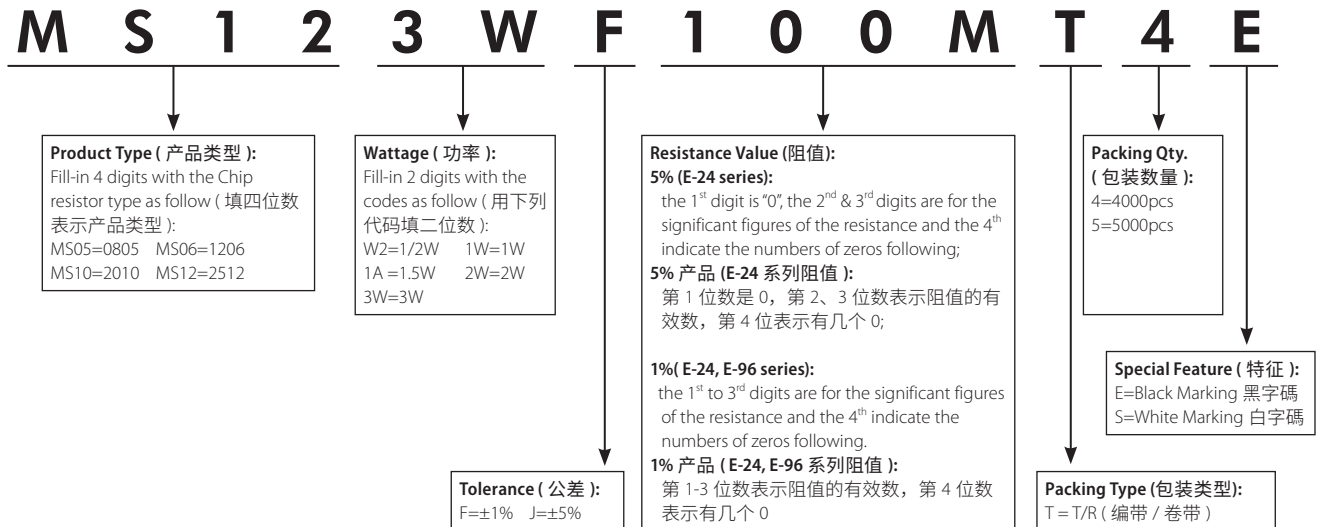 M S 1 2 3 W F 1 0 0 M T 4 E
Product Type ( 产品类型 ):
Fill-in 4 digits with the Chip
resistor type as follow ( 填四位数
表示产品类型 ):
MS05=0805 MS06=1206
MS10=2010 MS12=2512
Wattage ( 功率 ):
Fill-in 2 digits with the
codes as follow ( 用下列
代码填二位数 ):
W2=1/2W 1W=1W
1A =1.5W 2W=2W
3W=3W
Tolerance ( 公差 ):
F=±1% J=±5%
Resistance Value (阻值):
5% (E-24 series):
the 1st digit is "0", the 2nd & 3rd digits are for the
significant figures of the resistance and the 4th
indicate the numbers of zeros following;
5% 产品 (E-24 系列阻值 ):
第 1 位数是 0，第 2、3 位数表示阻值的有
效数，第 4 位表示有几个 0;
1%( E-24, E-96 series):
the 1st to 3rd digits are for the significant figures
of the resistance and the 4th indicate the
numbers of zeros following.
1% 产品 ( E-24, E-96 系列阻值 ):
第 1-3 位数表示阻值的有效数，第 4 位数
表示有几个 0
Packing Qty.
( 包装数量 ):
4=4000pcs
5=5000pcs
Special Feature ( 特征 ):
E=Black Marking 黑字碼
S=White Marking 白字碼
Packing Type (包装类型):
T = T/R ( 编带 / 卷带 )